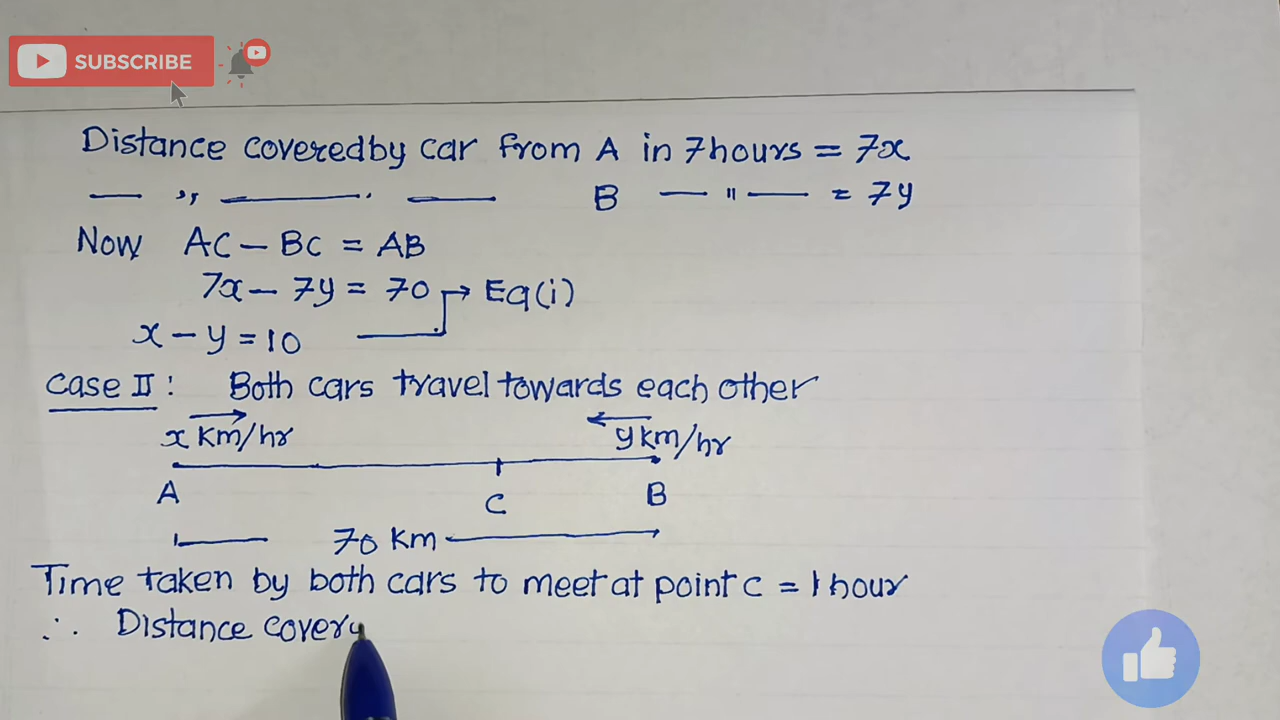 SUBSCRIBE
Distance covered by car from A in 7 hours = 7x
— " — — B — " — = 7y
Now AC - BC = AB
7x - 7y = 70 → Eq(i)
x - y = 10
Case II : Both cars travel towards each other
x km/hr y km/hr
A C B
70 km
Time taken by both cars to meet at point C = 1 hour
∴ Distance cover